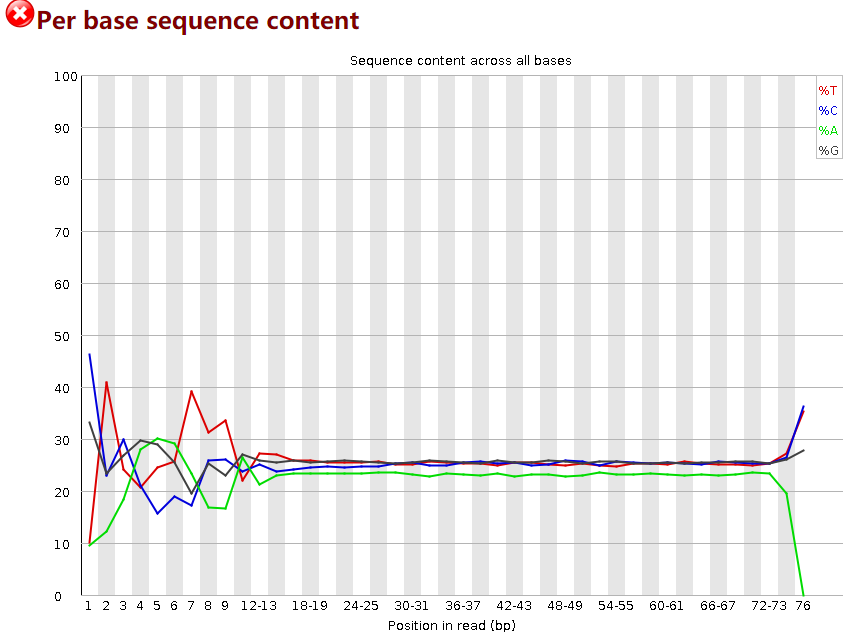 Per base sequence content
Sequence content across all bases
100
90
80
70
60
50
40
30
20
10
0
%T
%C
%A
%G
1 2 3 4 5 6 7 8 9 12-13 18-19 24-25 30-31 36-37 42-43 48-49 54-55 60-61 66-67 72-73 76
Position in read (bp)